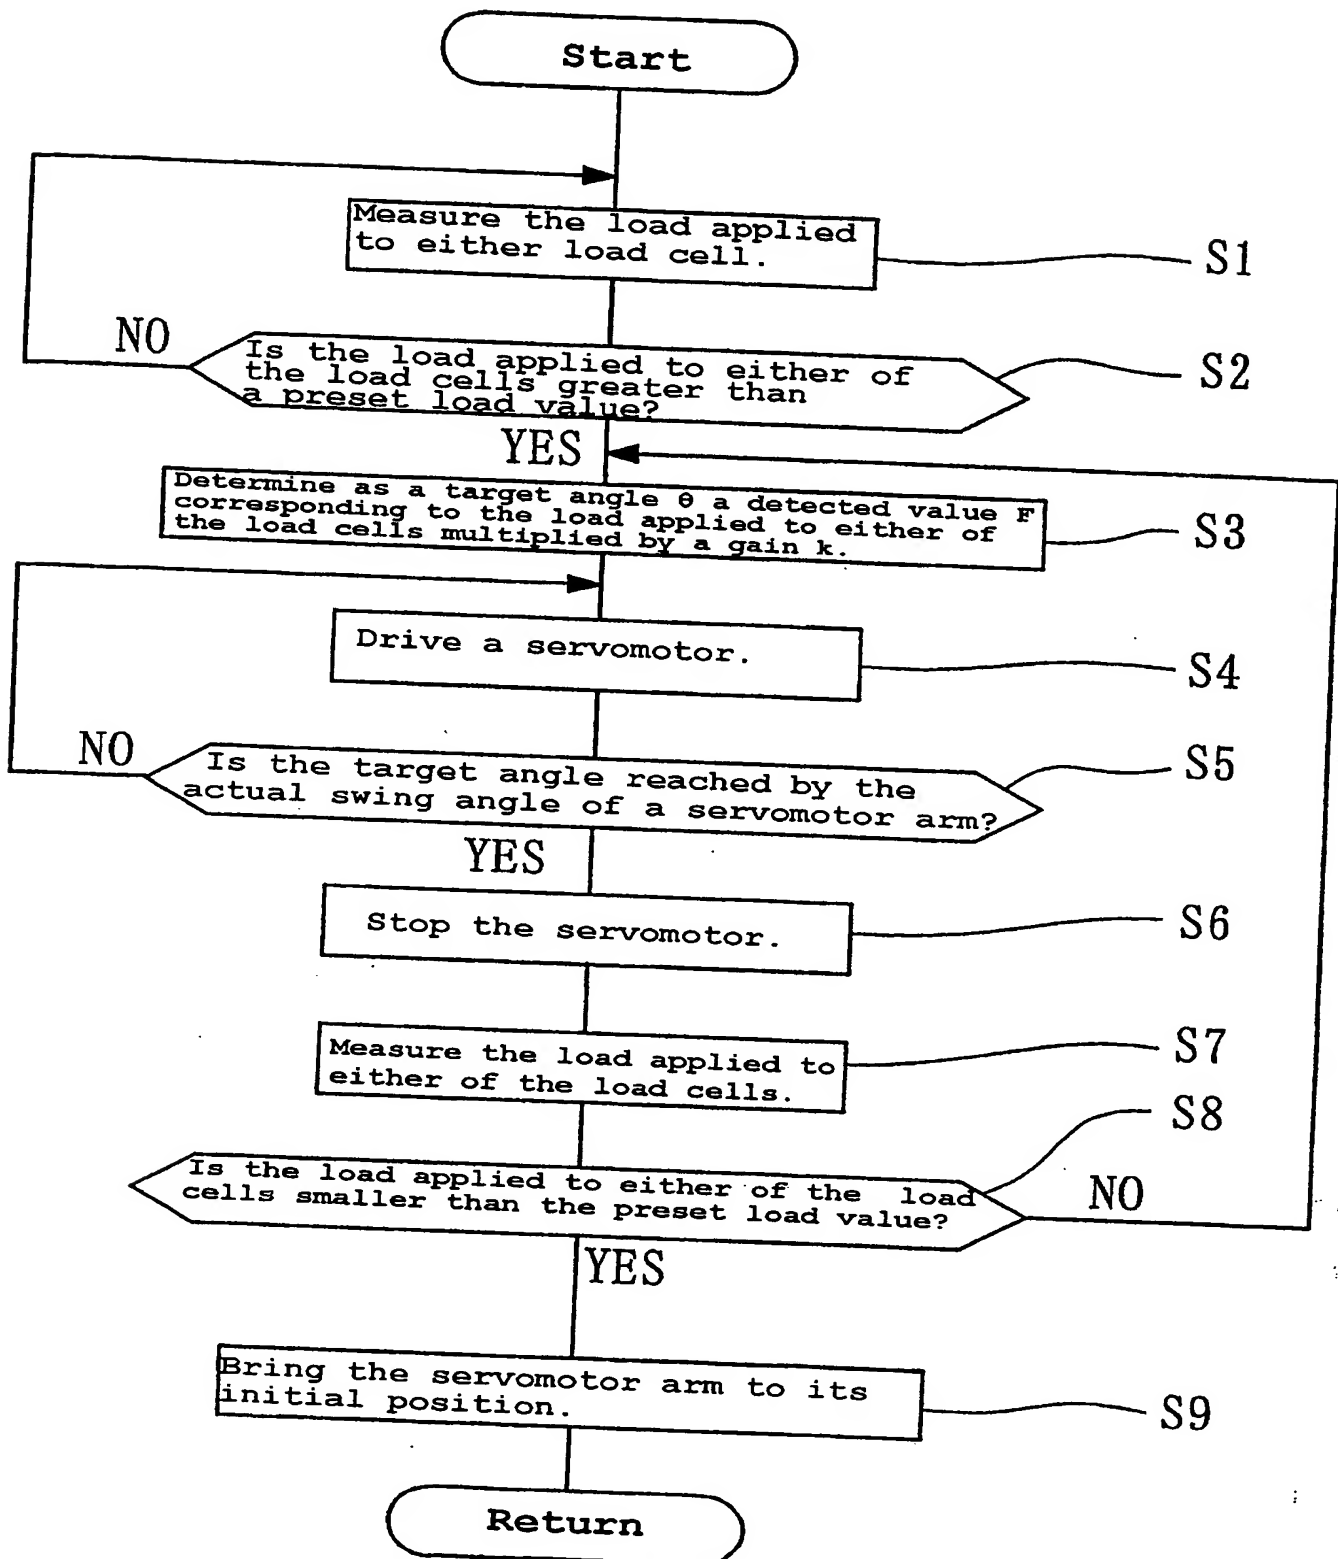 Start
Measure the load applied
to either load cell.
S1
NO
Is the load applied to either of
the load cells greater than
a preset load value?
S2
YES
Determine as a target angle θ a detected value F
corresponding to the load applied to either of
the load cells multiplied by a gain k.
S3
Drive a servomotor.
S4
NO
Is the target angle reached by the
actual swing angle of a servomotor arm?
S5
YES
Stop the servomotor.
S6
Measure the load applied to
either of the load cells.
S7
S8
Is the load applied to either of the load
cells smaller than the preset load value?
NO
YES
Bring the servomotor arm to its
initial position.
S9
Return